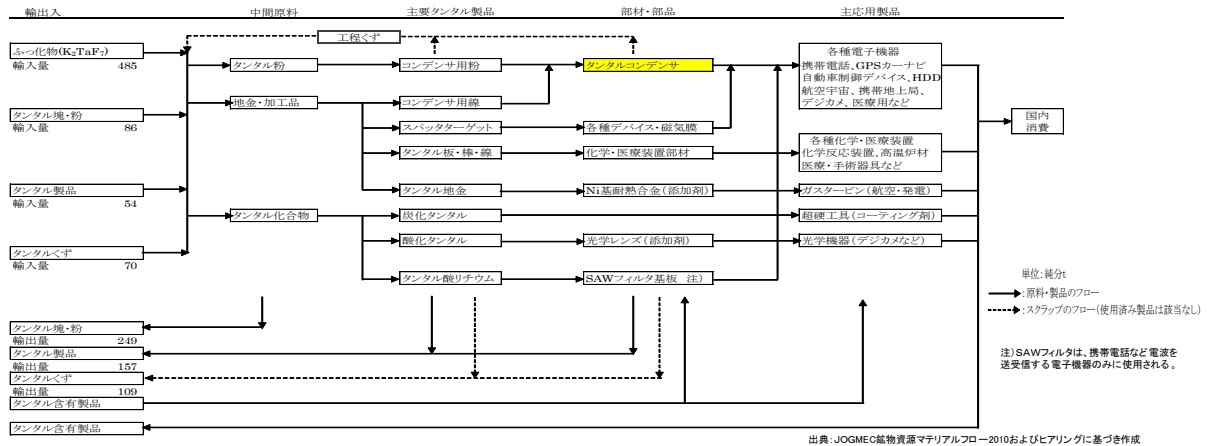 輸出入 中間原料 主要タンタル製品 部材・部品 主応用製品
工程くず
ふっ化物(K₂TaF₇)
輸入量 485
タンタル塊・粉
輸入量 86
タンタル製品
輸入量 54
タンタルくず
輸入量 70
タンタル粉
地金・加工品
タンタル化合物
コンデンサ用粉
コンデンサ用線
スパッタターゲット
タンタル板・棒・線
タンタル地金
炭化タンタル
酸化タンタル
タンタル酸リチウム
タンタルコンデンサ
各種デバイス・磁気膜
化学・医療装置部材
Ni基耐熱合金(添加剤)
光学レンズ(添加剤)
SAWフィルタ基板 注)
各種電子機器
携帯電話、GPSカーナビ
自動車制御デバイス、HDD
航空宇宙、携帯地上局、
デジカメ、医療用など
各種化学・医療装置
化学反応装置、高温炉材
医療・手術器具など
ガスタービン(航空・発電)
超硬工具(コーティング剤)
光学機器(デジカメなど)
国内
消費
タンタル塊・粉
輸出量 249
タンタル製品
輸出量 157
タンタルくず
輸出量 109
タンタル含有製品
タンタル含有製品
単位:純分t
:原料・製品のフロー
:スクラップのフロー(使用済み製品は該当なし)
注)SAWフィルタは、携帯電話など電波を
送受信する電子機器のみに使用される。
出典:JOGMEC鉱物資源マテリアルフロー2010およびヒアリングに基づき作成